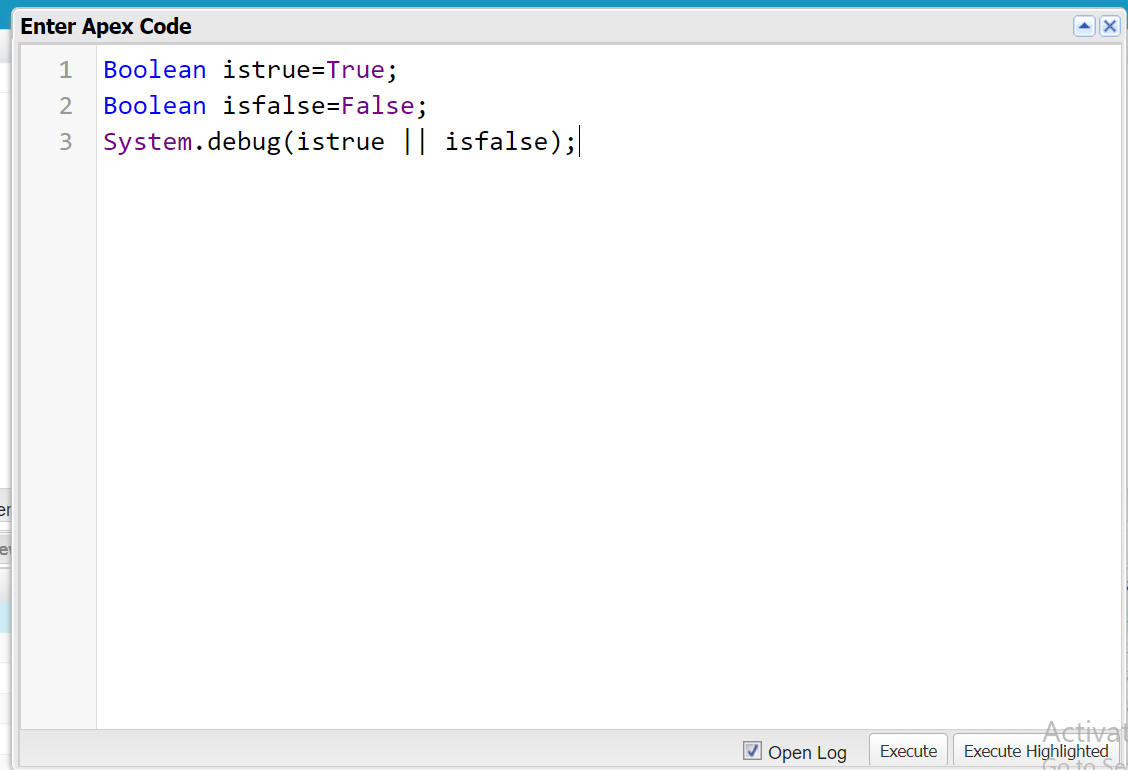 Enter Apex Code
1 Boolean istrue=True;
2 Boolean isfalse=False;
3 System.debug(istrue || isfalse);
Open Log Execute Execute Highlighted